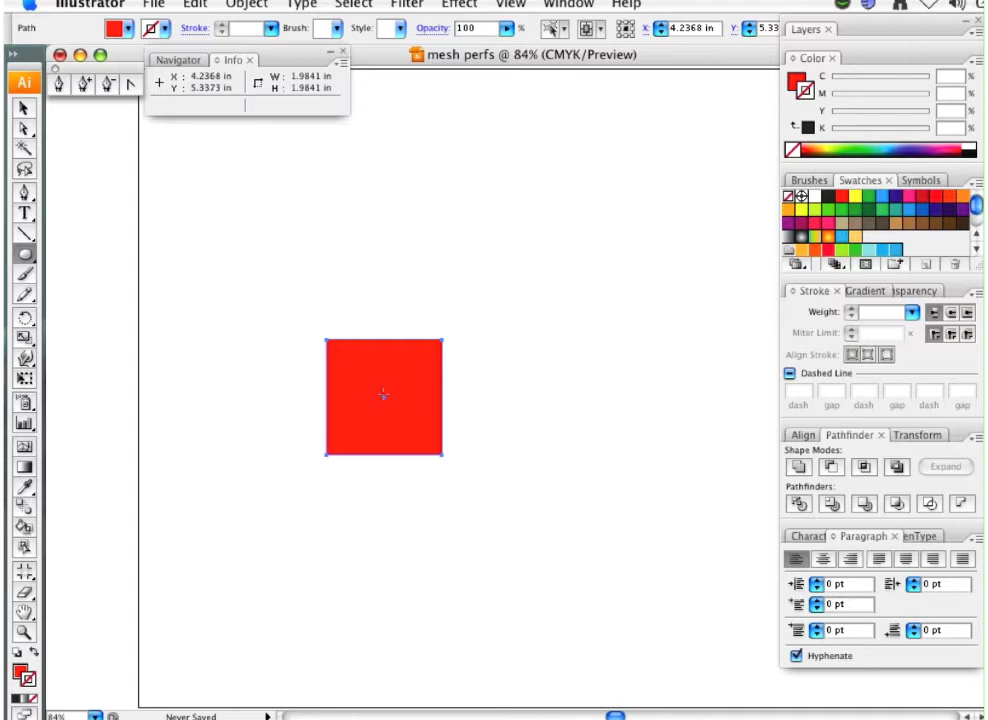 Illustrator File Edit Object Type Select Filter Effect View Window Help
Path Stroke: Brush: Style: Opacity: 100 % X: 4.2368 in Y: 5.33
mesh perfs @ 84% (CMYK/Preview)
Navigator Info
X : 4.2368 in W : 1.9841 in
Y : 5.3373 in H : 1.9841 in
Ai
T
Layers
Color
C %
M %
Y %
K %
Brushes Swatches Symbols
Stroke Gradient sparency
Weight:
Miter Limit: x
Align Stroke:
Dashed Line
dash gap dash gap dash gap
Align Pathfinder Transform
Shape Modes:
Expand
Pathfinders:
Charact Paragraph enType
0 pt 0 pt
0 pt
0 pt 0 pt
Hyphenate
84% Never Saved